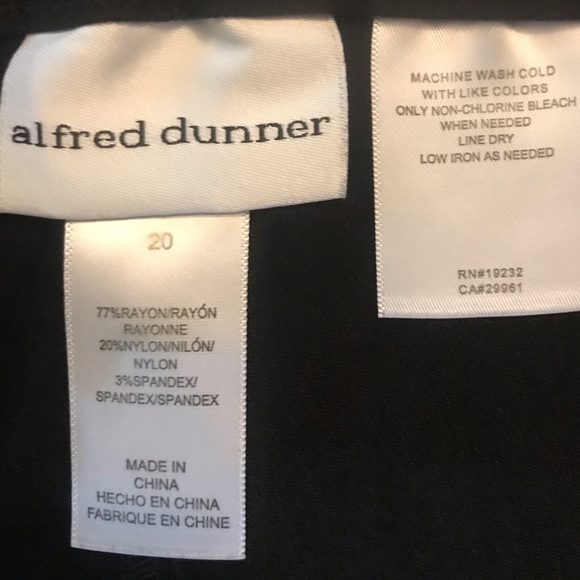 alfred dunner
20
77%RAYON/RAYÓN
RAYONNE
20%NYLON/NILÓN/
NYLON
3%SPANDEX/
SPANDEX/SPANDEX
MADE IN
CHINA
HECHO EN CHINA
FABRIQUE EN CHINE
MACHINE WASH COLD
WITH LIKE COLORS
ONLY NON-CHLORINE BLEACH
WHEN NEEDED
LINE DRY
LOW IRON AS NEEDED
RN#19232
CA#29961